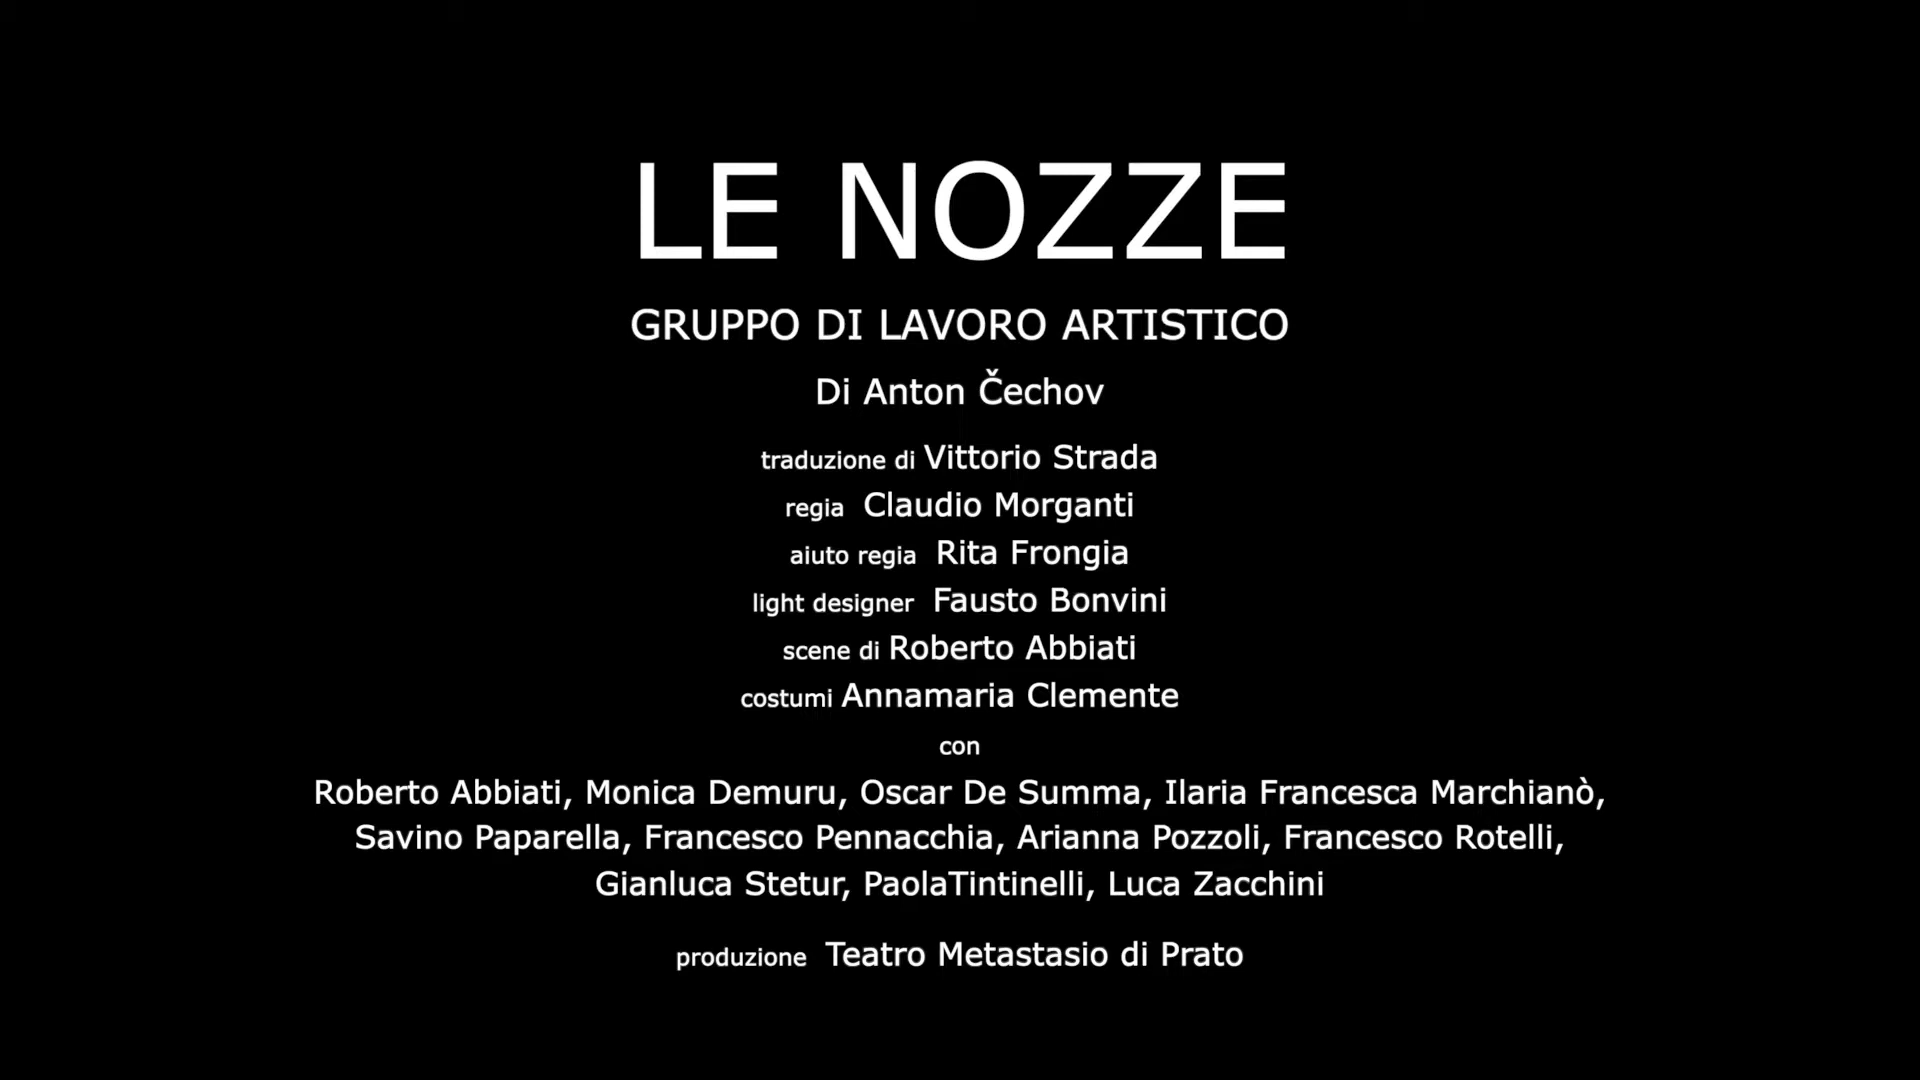 LE NOZZE
GRUPPO DI LAVORO ARTISTICO
Di Anton Čechov
traduzione di Vittorio Strada
regia Claudio Morganti
aiuto regia Rita Frongia
light designer Fausto Bonvini
scene di Roberto Abbiati
costumi Annamaria Clemente
con
Roberto Abbiati, Monica Demuru, Oscar De Summa, Ilaria Francesca Marchianò,
Savino Paparella, Francesco Pennacchia, Arianna Pozzoli, Francesco Rotelli,
Gianluca Stetur, PaolaTintinelli, Luca Zacchini
produzione Teatro Metastasio di Prato